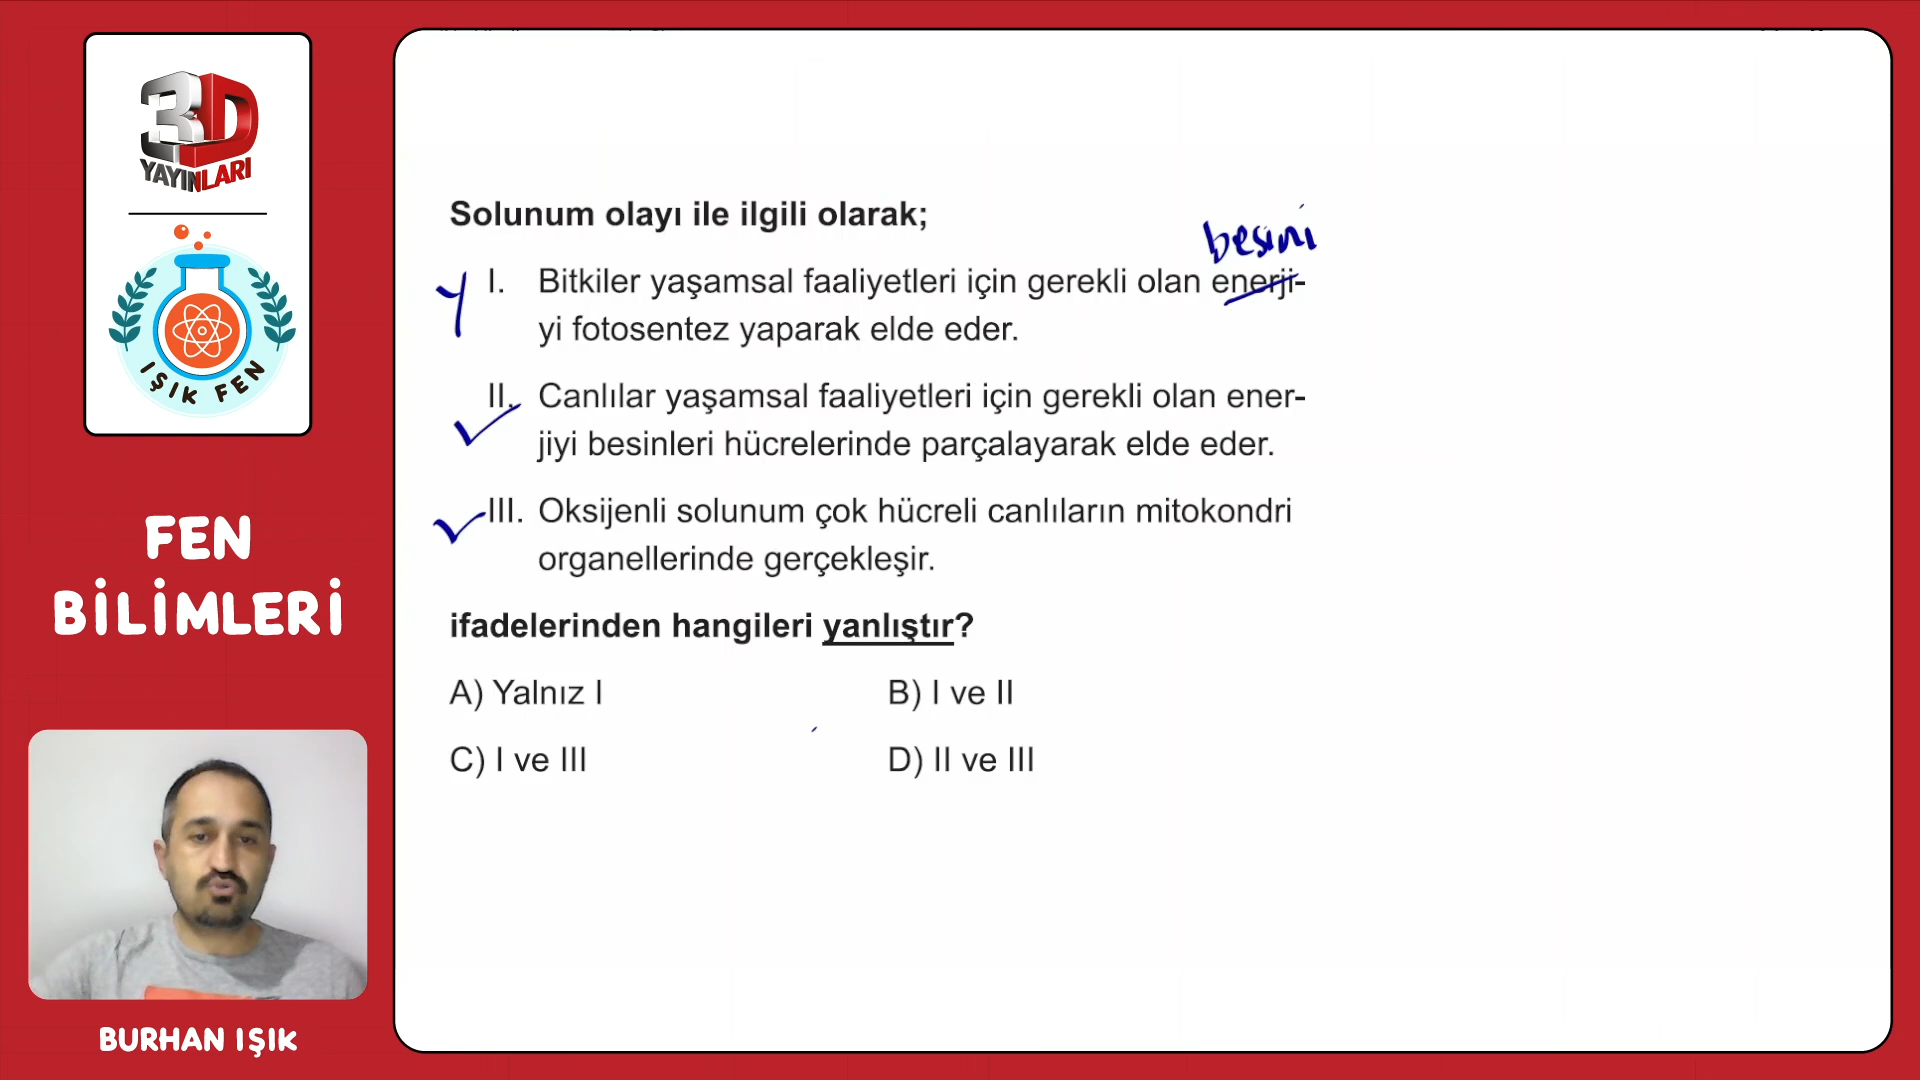 3D
YAYINLARI
IŞIK FEN
FEN
BİLİMLERİ
BURHAN IŞIK
Solunum olayı ile ilgili olarak;
besini
Y I. Bitkiler yaşamsal faaliyetleri için gerekli olan enerji-
yi fotosentez yaparak elde eder.
II. Canlılar yaşamsal faaliyetleri için gerekli olan ener-
jiyi besinleri hücrelerinde parçalayarak elde eder.
III. Oksijenli solunum çok hücreli canlıların mitokondri
organellerinde gerçekleşir.
ifadelerinden hangileri yanlıştır?
A) Yalnız I B) I ve II
C) I ve III D) II ve III